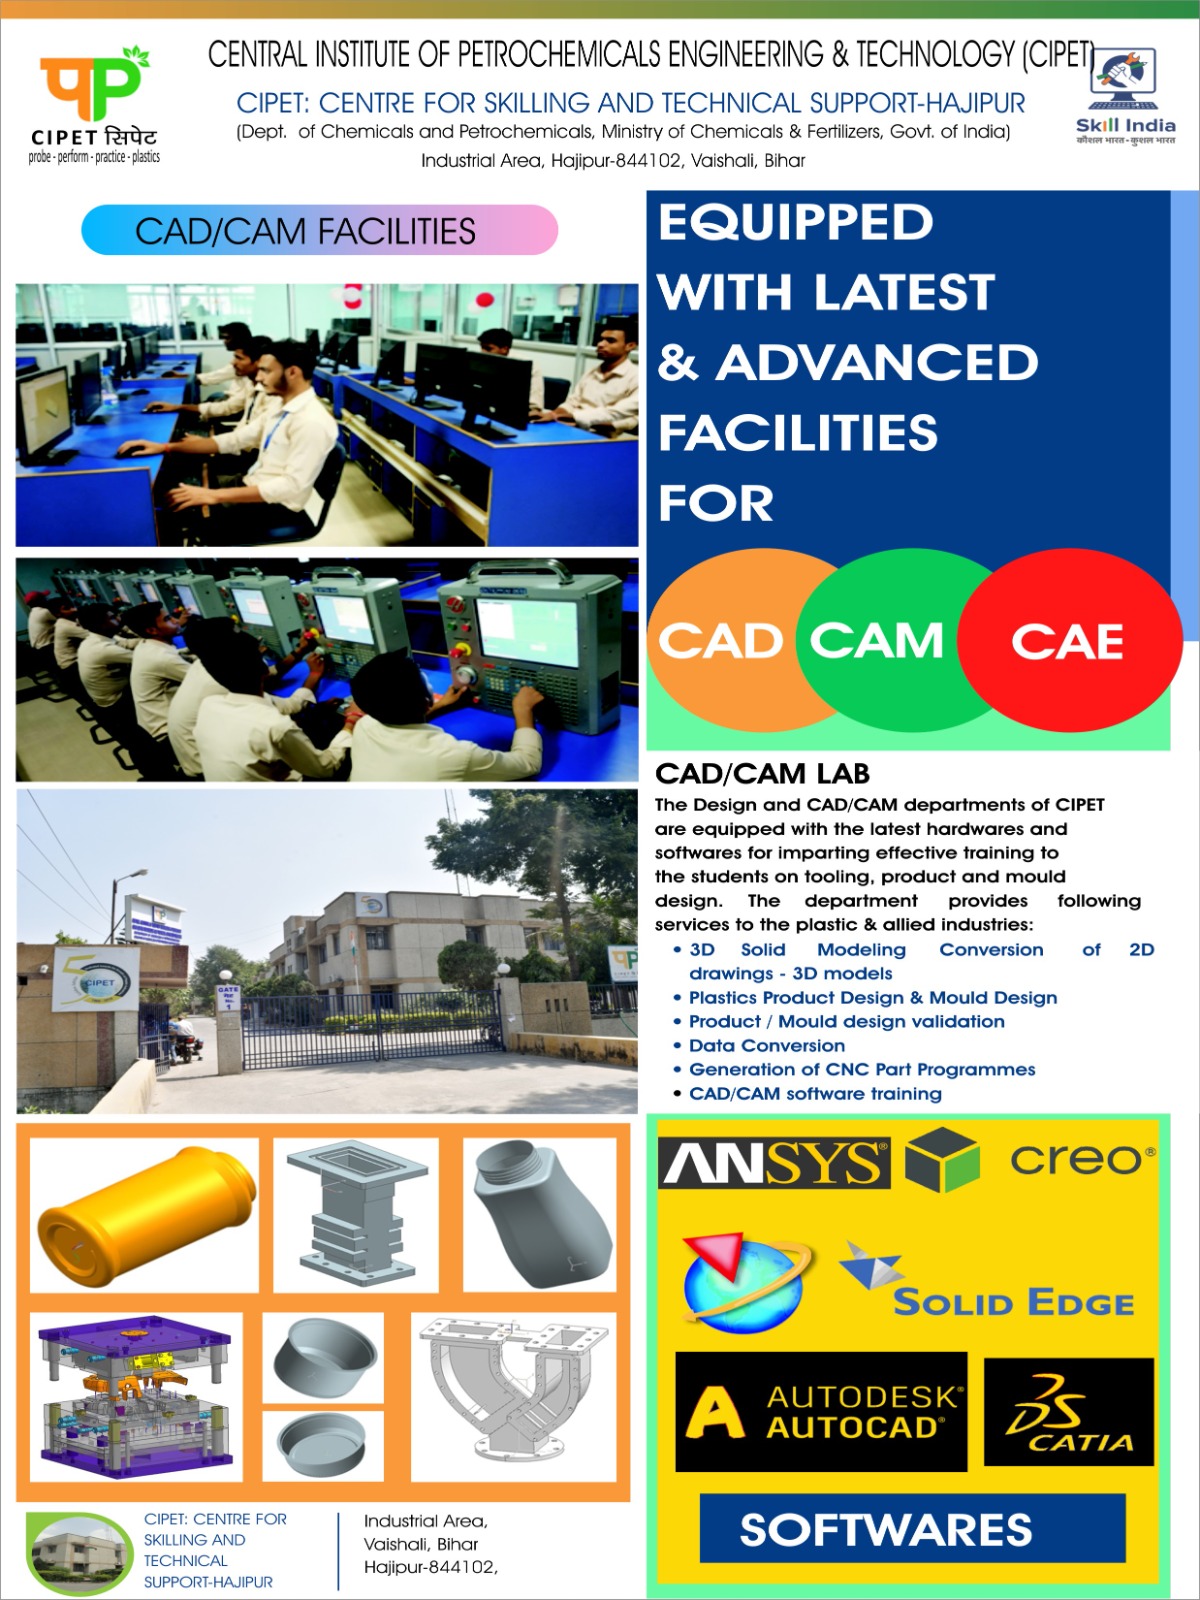 CENTRAL INSTITUTE OF PETROCHEMICALS ENGINEERING & TECHNOLOGY (CIPET)
CIPET: CENTRE FOR SKILLING AND TECHNICAL SUPPORT-HAJIPUR
(Dept. of Chemicals and Petrochemicals, Ministry of Chemicals & Fertilizers, Govt. of India)
Industrial Area, Hajipur-844102, Vaishali, Bihar
पP
CIPET सिपेट
probe - perform - practice - plastics
Skill India
कौशल भारत-कुशल भारत
CAD/CAM FACILITIES
EQUIPPED
WITH LATEST
& ADVANCED
FACILITIES
FOR
CAD CAM CAE
CAD/CAM LAB
The Design and CAD/CAM departments of CIPET
are equipped with the latest hardwares and
softwares for imparting effective training to
the students on tooling, product and mould
design. The department provides following
services to the plastic & allied industries:
• 3D Solid Modeling Conversion of 2D
drawings - 3D models
• Plastics Product Design & Mould Design
• Product / Mould design validation
• Data Conversion
• Generation of CNC Part Programmes
• CAD/CAM software training
CIPET
GATE
1
ANSYS®
creo®
SOLID EDGE
A AUTODESK®
AUTOCAD®
CATIA
SOFTWARES
CIPET: CENTRE FOR
SKILLING AND
TECHNICAL
SUPPORT-HAJIPUR
Industrial Area,
Vaishali, Bihar
Hajipur-844102,